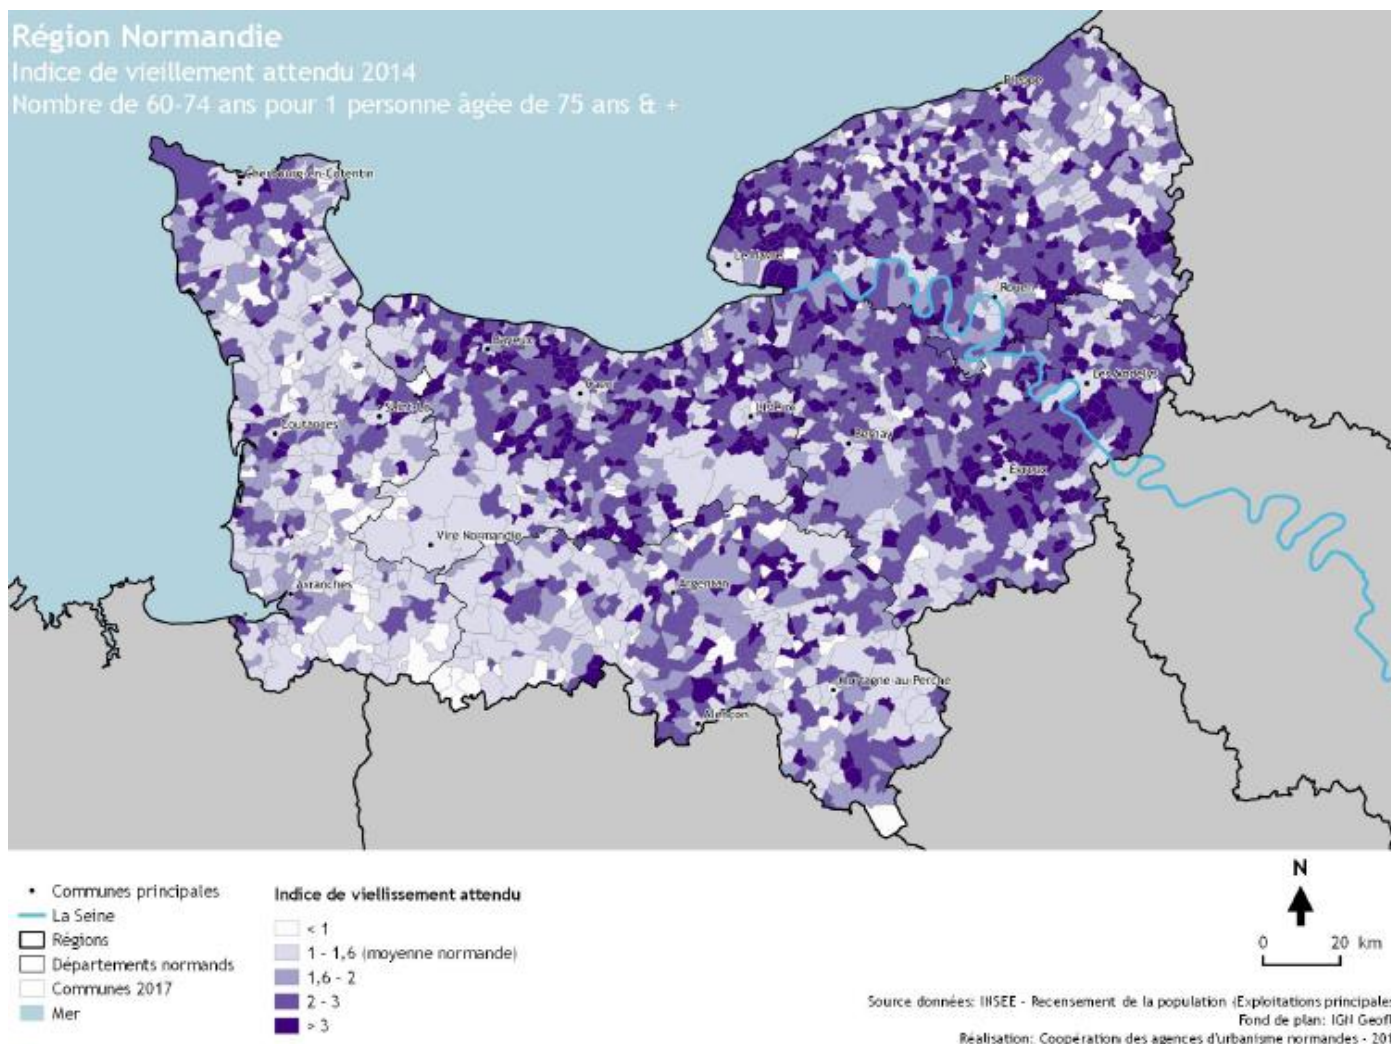 Région Normandie
Indice de vieillement attendu 2014
Nombre de 60-74 ans pour 1 personne âgée de 75 ans & +
Dieppe
Cherbourg-en-Cotentin
Le Havre
Rouen
Bayeux
Caen
Les Andelys
Saint-Lô
Lisieux
Coutances
Bernay
Évreux
Vire Normandie
Avranches
Argentan
Mortagne-au-Perche
Alençon
Communes principales
La Seine
Régions
Départements normands
Communes 2017
Mer
Indice de viellissement attendu
< 1
1 - 1,6 (moyenne normande)
1,6 - 2
2 - 3
> 3
N
0 20 km
Source données: INSEE - Recensement de la population (Exploitations principales
Fond de plan: IGN Geofl
Réalisation: Coopération des agences d'urbanisme normandes - 201